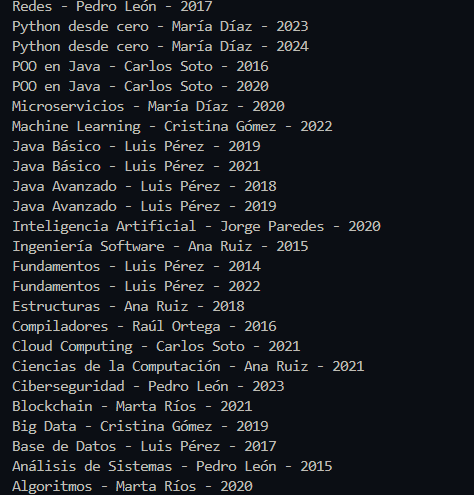 Redes - Pedro León - 2017
Python desde cero - María Díaz - 2023
Python desde cero - María Díaz - 2024
POO en Java - Carlos Soto - 2016
POO en Java - Carlos Soto - 2020
Microservicios - María Díaz - 2020
Machine Learning - Cristina Gómez - 2022
Java Básico - Luis Pérez - 2019
Java Básico - Luis Pérez - 2021
Java Avanzado - Luis Pérez - 2018
Java Avanzado - Luis Pérez - 2019
Inteligencia Artificial - Jorge Paredes - 2020
Ingeniería Software - Ana Ruiz - 2015
Fundamentos - Luis Pérez - 2014
Fundamentos - Luis Pérez - 2022
Estructuras - Ana Ruiz - 2018
Compiladores - Raúl Ortega - 2016
Cloud Computing - Carlos Soto - 2021
Ciencias de la Computación - Ana Ruiz - 2021
Ciberseguridad - Pedro León - 2023
Blockchain - Marta Ríos - 2021
Big Data - Cristina Gómez - 2019
Base de Datos - Luis Pérez - 2017
Análisis de Sistemas - Pedro León - 2015
Algoritmos - Marta Ríos - 2020